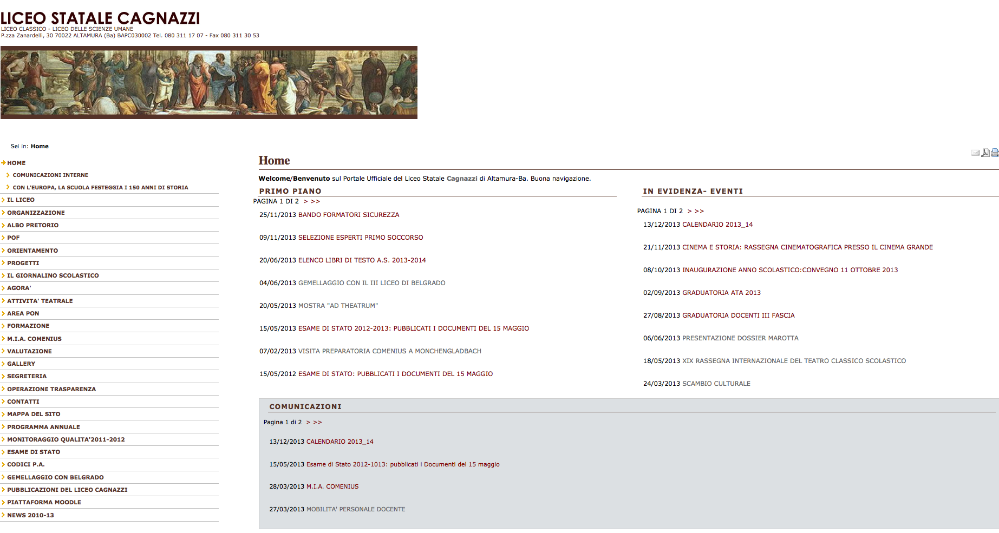 LICEO STATALE CAGNAZZI
LICEO CLASSICO - LICEO DELLE SCIENZE UMANE
P.zza Zanardelli, 30 70022 ALTAMURA (Ba) BAPC030002 Tel. 080 311 17 07 - Fax 080 311 30 53
Sei in: Home
HOME
COMUNICAZIONI INTERNE
CON L'EUROPA, LA SCUOLA FESTEGGIA I 150 ANNI DI STORIA
IL LICEO
ORGANIZZAZIONE
ALBO PRETORIO
POF
ORIENTAMENTO
PROGETTI
IL GIORNALINO SCOLASTICO
AGORA'
ATTIVITA' TEATRALE
AREA PON
FORMAZIONE
M.I.A. COMENIUS
VALUTAZIONE
GALLERY
SEGRETERIA
OPERAZIONE TRASPARENZA
CONTATTI
MAPPA DEL SITO
PROGRAMMA ANNUALE
MONITORAGGIO QUALITA'2011-2012
ESAME DI STATO
CODICI P.A.
GEMELLAGGIO CON BELGRADO
PUBBLICAZIONI DEL LICEO CAGNAZZI
PIATTAFORMA MOODLE
NEWS 2010-13
Home
Welcome/Benvenuto sul Portale Ufficiale del Liceo Statale Cagnazzi di Altamura-Ba. Buona navigazione.
PRIMO PIANO
PAGINA 1 DI 2 > >>
25/11/2013 BANDO FORMATORI SICUREZZA
09/11/2013 SELEZIONE ESPERTI PRIMO SOCCORSO
20/06/2013 ELENCO LIBRI DI TESTO A.S. 2013-2014
04/06/2013 GEMELLAGGIO CON IL III LICEO DI BELGRADO
20/05/2013 MOSTRA "AD THEATRUM"
15/05/2013 ESAME DI STATO 2012-2013: PUBBLICATI I DOCUMENTI DEL 15 MAGGIO
07/02/2013 VISITA PREPARATORIA COMENIUS A MONCHENGLADBACH
15/05/2012 ESAME DI STATO: PUBBLICATI I DOCUMENTI DEL 15 MAGGIO
IN EVIDENZA- EVENTI
PAGINA 1 DI 2 > >>
13/12/2013 CALENDARIO 2013_14
21/11/2013 CINEMA E STORIA: RASSEGNA CINEMATOGRAFICA PRESSO IL CINEMA GRANDE
08/10/2013 INAUGURAZIONE ANNO SCOLASTICO:CONVEGNO 11 OTTOBRE 2013
02/09/2013 GRADUATORIA ATA 2013
27/08/2013 GRADUATORIA DOCENTI III FASCIA
06/06/2013 PRESENTAZIONE DOSSIER MAROTTA
18/05/2013 XIX RASSEGNA INTERNAZIONALE DEL TEATRO CLASSICO SCOLASTICO
24/03/2013 SCAMBIO CULTURALE
COMUNICAZIONI
Pagina 1 di 2 > >>
13/12/2013 CALENDARIO 2013_14
15/05/2013 Esame di Stato 2012-1013: pubblicati i Documenti del 15 maggio
28/03/2013 M.I.A. COMENIUS
27/03/2013 MOBILITA' PERSONALE DOCENTE